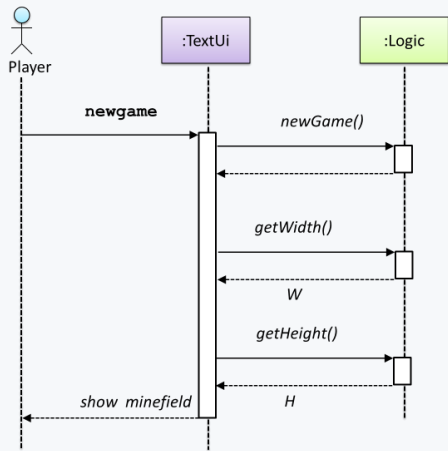 :TextUi
:Logic
Player
newgame
newGame()
getWidth()
W
getHeight()
show minefield
H